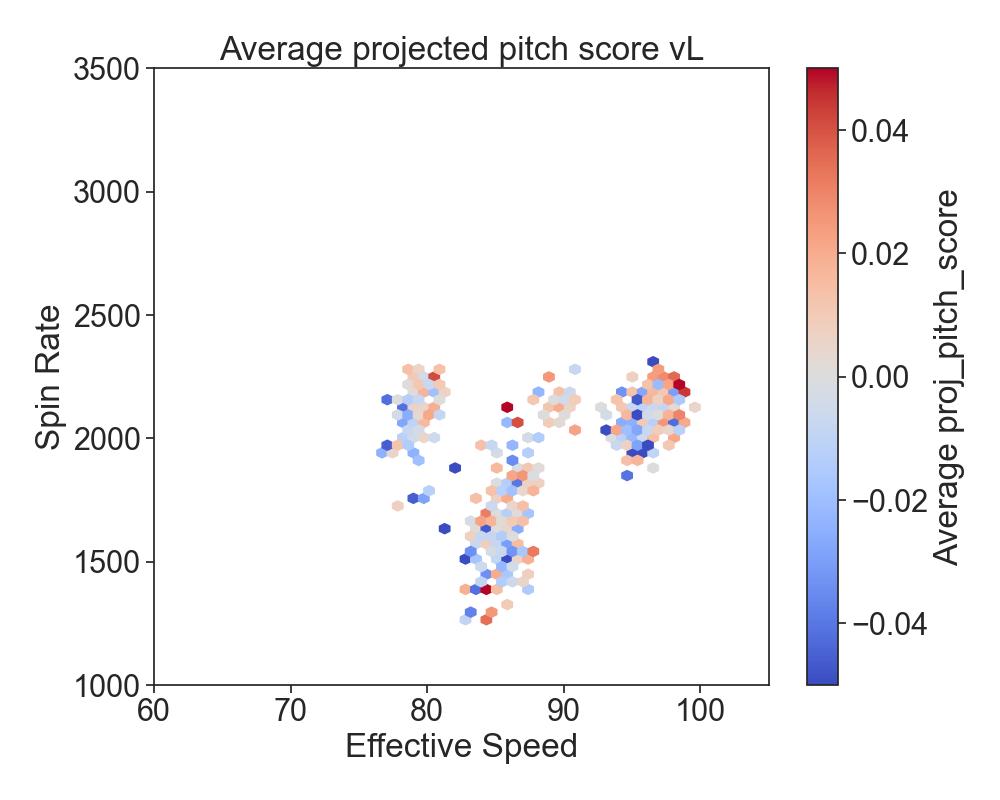 Average projected pitch score vL
3500
3000
2500
2000
1500
1000
Spin Rate
60 70 80 90 100
Effective Speed
0.04
0.02
0.00
−0.02
−0.04
Average proj_pitch_score